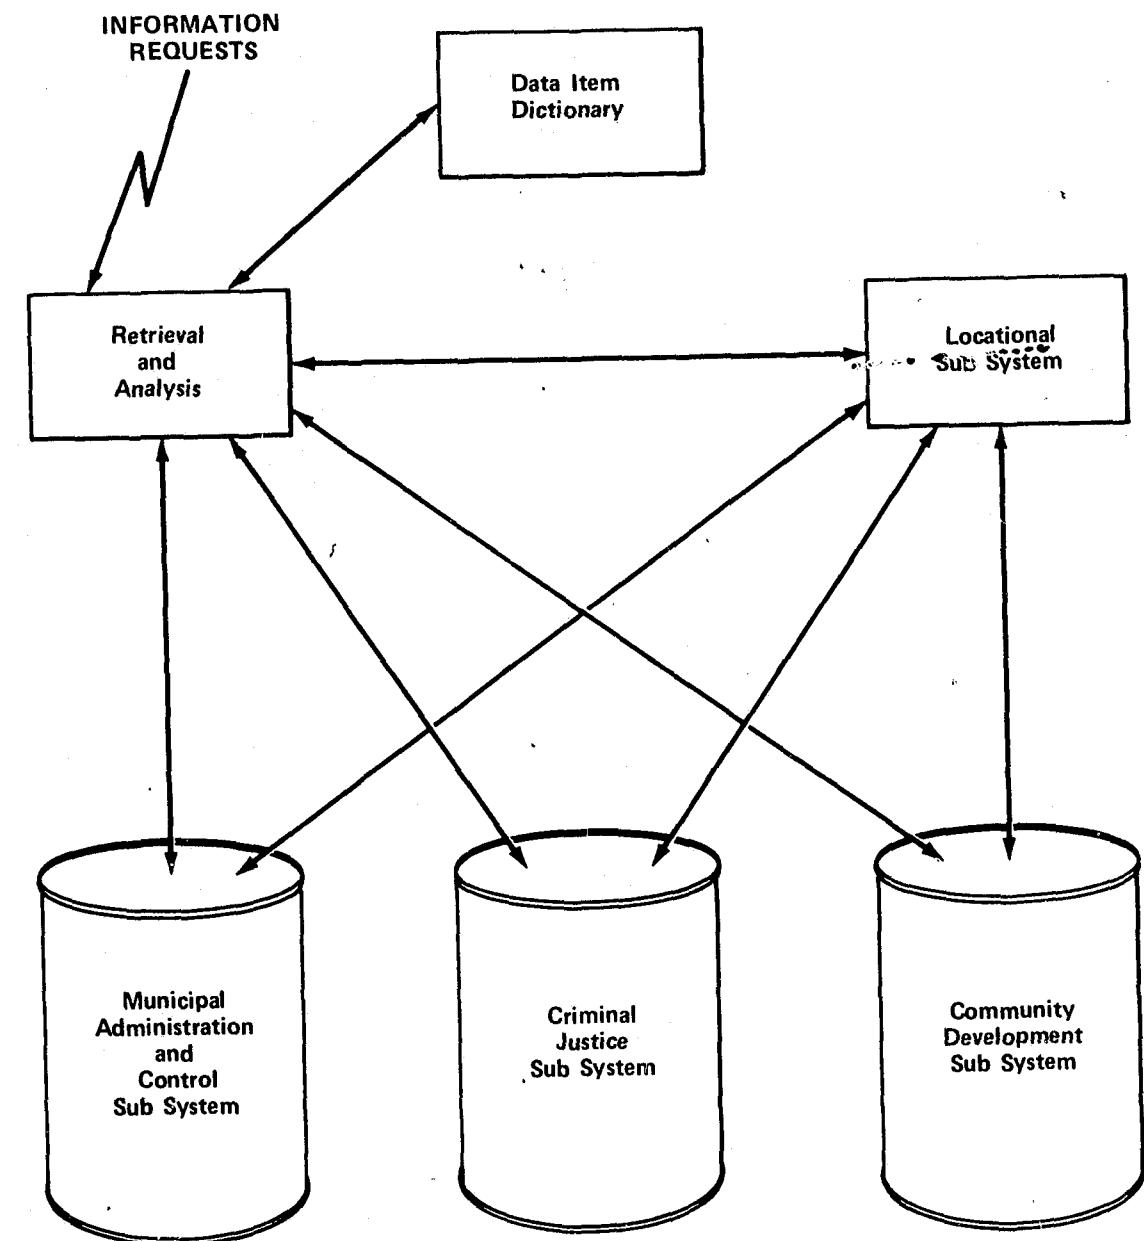 INFORMATION
REQUESTS
Data Item
Dictionary
Retrieval
and
Analysis
Locational
Sub System
Municipal
Administration
and
Control
Sub System
Criminal
Justice
Sub System
Community
Development
Sub System